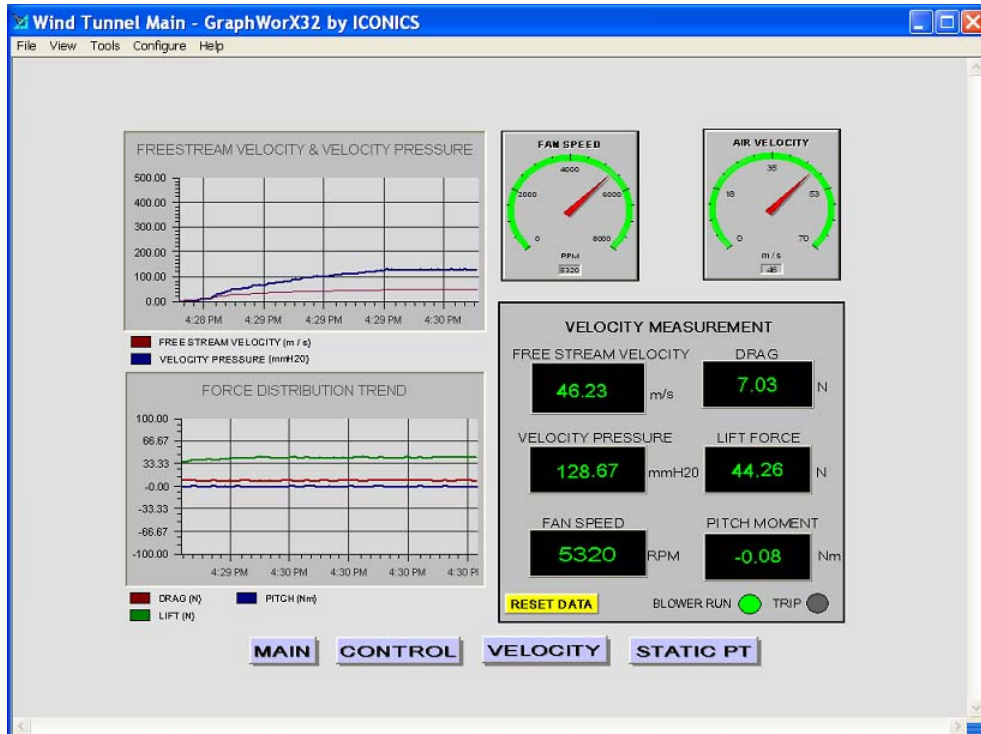 Wind Tunnel Main - GraphWorX32 by ICONICS
File View Tools Configure Help
FREESTREAM VELOCITY & VELOCITY PRESSURE
500.00
400.00
300.00
200.00
100.00
0.00
4:28 PM 4:29 PM 4:29 PM 4:29 PM 4:30 PM
FREE STREAM VELOCITY (m / s)
VELOCITY PRESSURE (mmH20)
FAN SPEED
4000
2000 6000
0 8000
RPM
5320
AIR VELOCITY
35
18 53
0 70
m / s
46
FORCE DISTRIBUTION TREND
100.00
66.67
33.33
-0.00
-33.33
-66.67
-100.00
4:29 PM 4:30 PM 4:30 PM 4:30 PM 4:30 PI
DRAG (N) PITCH (Nm)
LIFT (N)
VELOCITY MEASUREMENT
FREE STREAM VELOCITY DRAG
46.23 m/s 7.03 N
VELOCITY PRESSURE LIFT FORCE
128.67 mmH20 44.26 N
FAN SPEED PITCH MOMENT
5320 RPM -0.08 Nm
RESET DATA BLOWER RUN TRIP
MAIN CONTROL VELOCITY STATIC PT